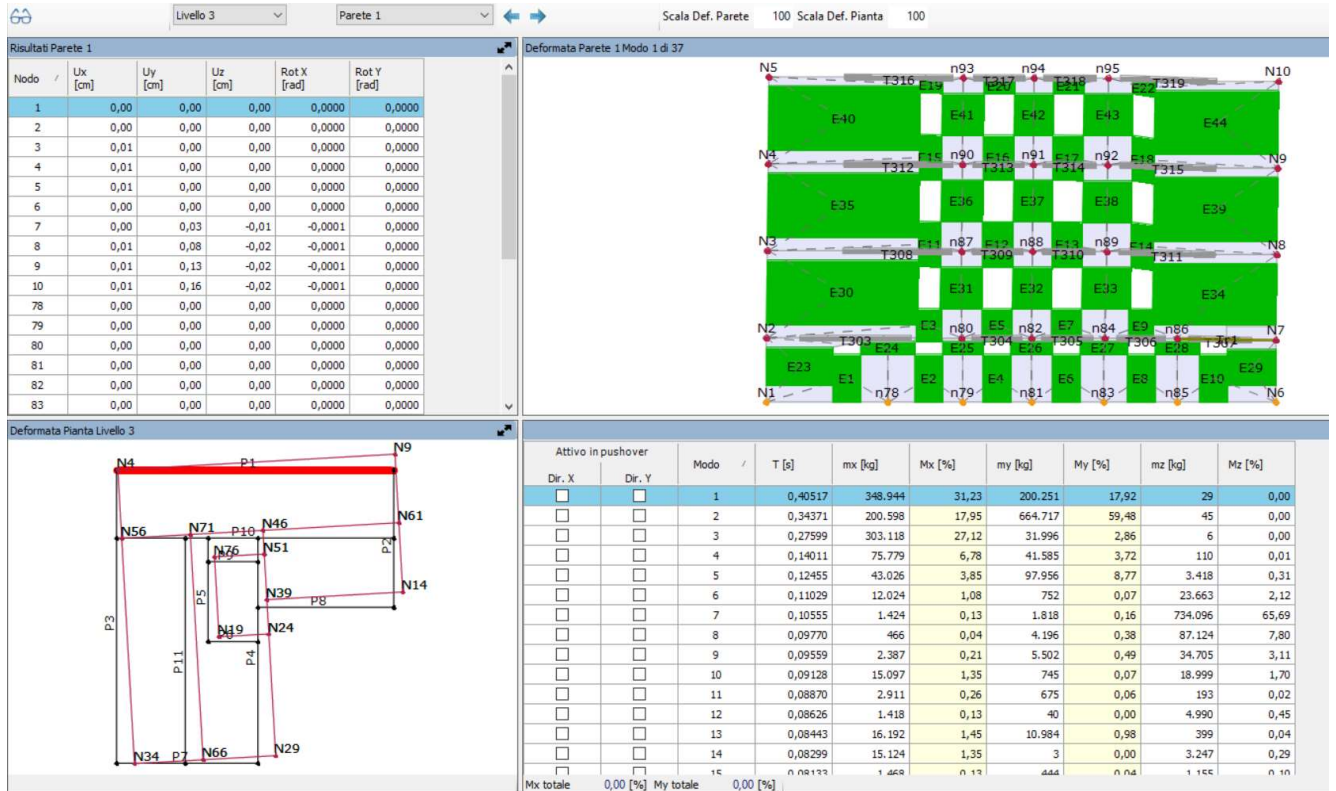 Livello 3 Parete 1 Scala Def. Parete 100 Scala Def. Pianta 100
Risultati Parete 1
Nodo Ux [cm] Uy [cm] Uz [cm] Rot X [rad] Rot Y [rad]
1 0,00 0,00 0,00 0,0000 0,0000
2 0,00 0,00 0,00 0,0000 0,0000
3 0,01 0,00 0,00 0,0000 0,0000
4 0,01 0,00 0,00 0,0000 0,0000
5 0,01 0,00 0,00 0,0000 0,0000
6 0,00 0,00 0,00 0,0000 0,0000
7 0,00 0,03 -0,01 -0,0001 0,0000
8 0,01 0,08 -0,02 -0,0001 0,0000
9 0,01 0,13 -0,02 -0,0001 0,0000
10 0,01 0,16 -0,02 -0,0001 0,0000
78 0,00 0,00 0,00 0,0000 0,0000
79 0,00 0,00 0,00 0,0000 0,0000
80 0,00 0,00 0,00 0,0000 0,0000
81 0,00 0,00 0,00 0,0000 0,0000
82 0,00 0,00 0,00 0,0000 0,0000
83 0,00 0,00 0,00 0,0000 0,0000
Deformata Parete 1 Modo 1 di 37
N5 n93 n94 n95 N10
T316 E19 T317 E20 T318 E21 E22 T319
E40 E41 E42 E43 E44
N4 E15 n90 E16 n91 E17 n92 E18 N9
T312 T313 T314 T315
E35 E36 E37 E38 E39
N3 E11 n87 E12 n88 E13 n89 E14 N8
T308 T309 T310 T311
E30 E31 E32 E33 E34
N2 E3 n80 E5 n82 E7 n84 E9 n86 N7
T303 E24 E25 T304 E26 T305 E27 T306 E28 T307 Tr1
E23 E1 E2 E4 E6 E8 E10 E29
N1 n78 n79 n81 n83 n85 N6
Deformata Pianta Livello 3
N4 P1 N9
N56 N71 P10 N46 N61
N76 N51 P2
P5 N39 P8 N14
P3 N19 N24
P11 P4
N34 P7 N66 N29
Attivo in pushover
Dir. X Dir. Y Modo T [s] mx [kg] Mx [%] my [kg] My [%] mz [kg] Mz [%]
1 0,40517 348.944 31,23 200.251 17,92 29 0,00
2 0,34371 200.598 17,95 664.717 59,48 45 0,00
3 0,27599 303.118 27,12 31.996 2,86 6 0,00
4 0,14011 75.779 6,78 41.585 3,72 110 0,01
5 0,12455 43.026 3,85 97.956 8,77 3.418 0,31
6 0,11029 12.024 1,08 752 0,07 23.663 2,12
7 0,10555 1.424 0,13 1.818 0,16 734.096 65,69
8 0,09770 466 0,04 4.196 0,38 87.124 7,80
9 0,09559 2.387 0,21 5.502 0,49 34.705 3,11
10 0,09128 15.097 1,35 745 0,07 18.999 1,70
11 0,08870 2.911 0,26 675 0,06 193 0,02
12 0,08626 1.418 0,13 40 0,00 4.990 0,45
13 0,08443 16.192 1,45 10.984 0,98 399 0,04
14 0,08299 15.124 1,35 3 0,00 3.247 0,29
15 0,08133 1.468 0,13 444 0,04 1.155 0,10
Mx totale 0,00 [%] My totale 0,00 [%]